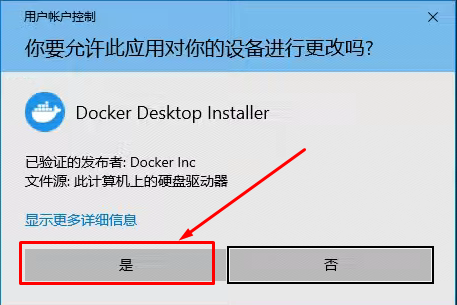 用户帐户控制
你要允许此应用对你的设备进行更改吗?
Docker Desktop Installer
已验证的发布者: Docker Inc
文件源: 此计算机上的硬盘驱动器
显示更多详细信息
是
否